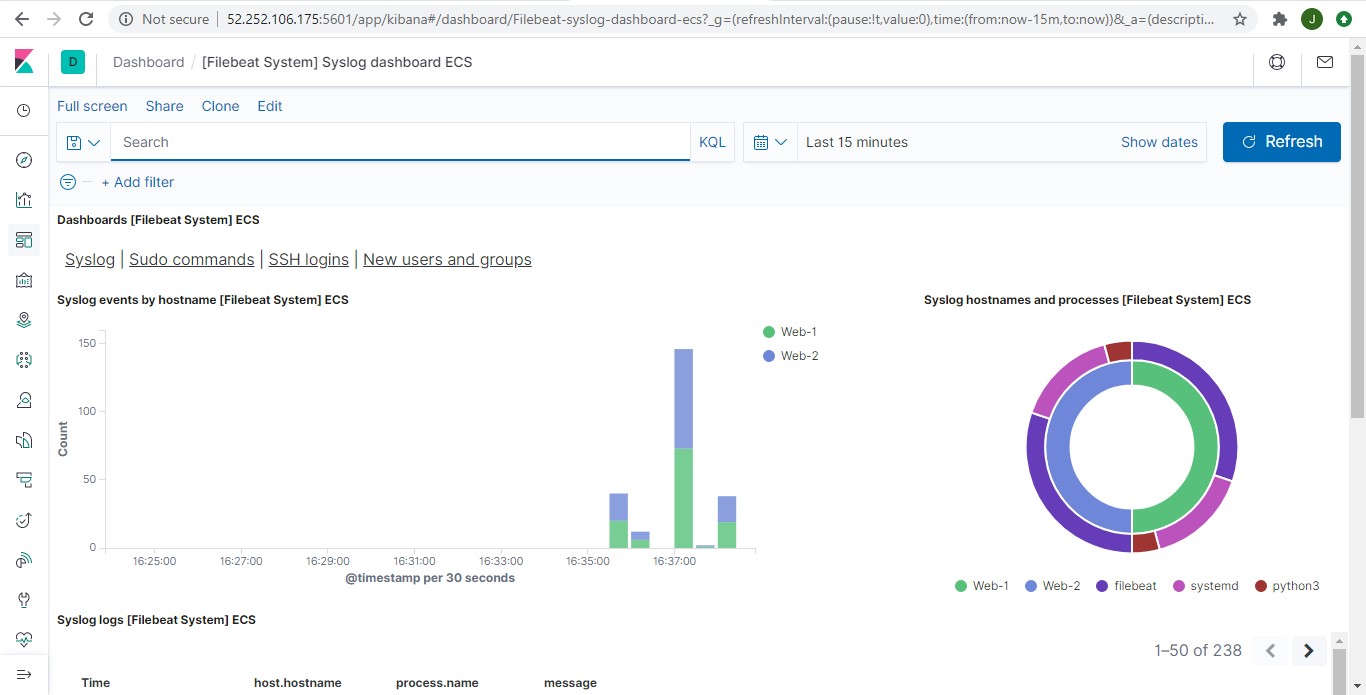 Not secure | 52.252.106.175:5601/app/kibana#/dashboard/Filebeat-syslog-dashboard-ecs?_g=(refreshInterval:(pause:!t,value:0),time:(from:now-15m,to:now))&_a=(descripti...
J
D Dashboard / [Filebeat System] Syslog dashboard ECS
Full screen Share Clone Edit
Search KQL Last 15 minutes Show dates Refresh
+ Add filter
Dashboards [Filebeat System] ECS
Syslog | Sudo commands | SSH logins | New users and groups
Syslog events by hostname [Filebeat System] ECS
150
100
50
0
Count
16:25:00 16:27:00 16:29:00 16:31:00 16:33:00 16:35:00 16:37:00
@timestamp per 30 seconds
Web-1
Web-2
Syslog hostnames and processes [Filebeat System] ECS
Web-1 Web-2 filebeat systemd python3
Syslog logs [Filebeat System] ECS
1–50 of 238
Time host.hostname process.name message